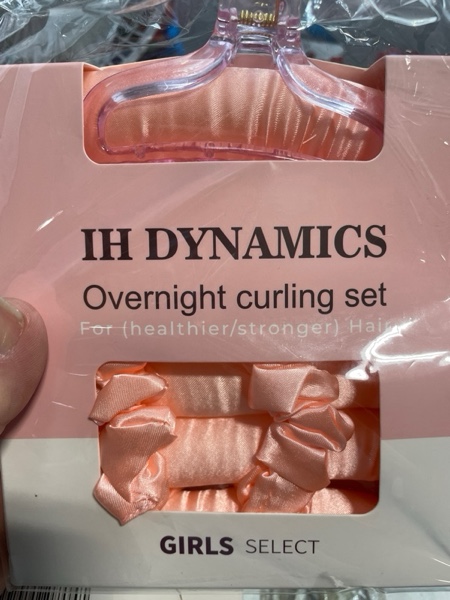 IH DYNAMICS
Overnight curling set
For (healthier/stronger) Hair
GIRLS SELECT